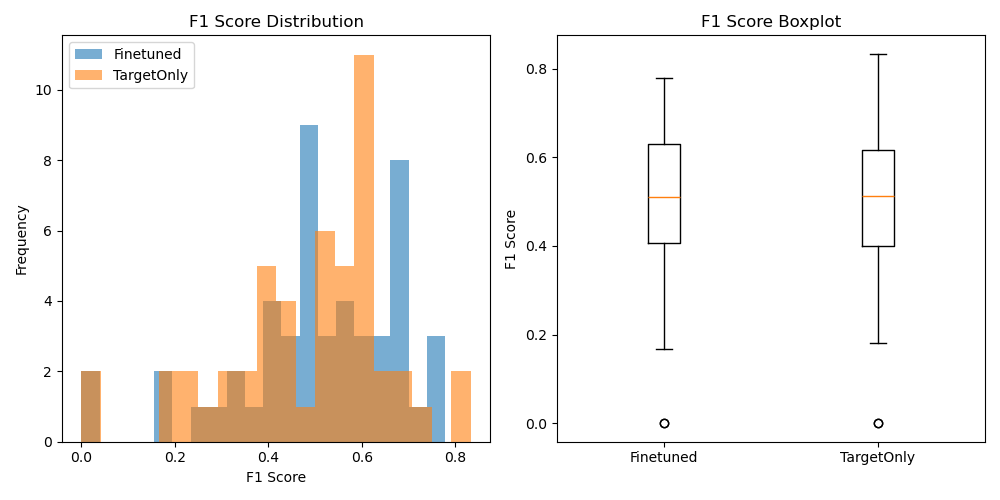 F1 Score Distribution
Finetuned
TargetOnly
Frequency
10
8
6
4
2
0
0.0 0.2 0.4 0.6 0.8
F1 Score
F1 Score Boxplot
F1 Score
0.8
0.6
0.4
0.2
0.0
Finetuned TargetOnly